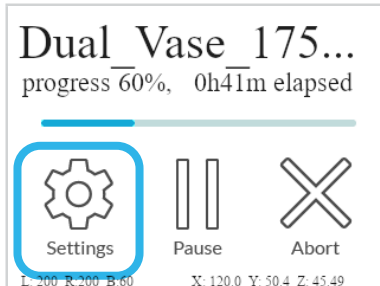 Dual_Vase_175...
progress 60%, 0h41m elapsed
Settings Pause Abort
L: 200 R:200 B:60 X: 120.0 Y: 50.4 Z: 45.49